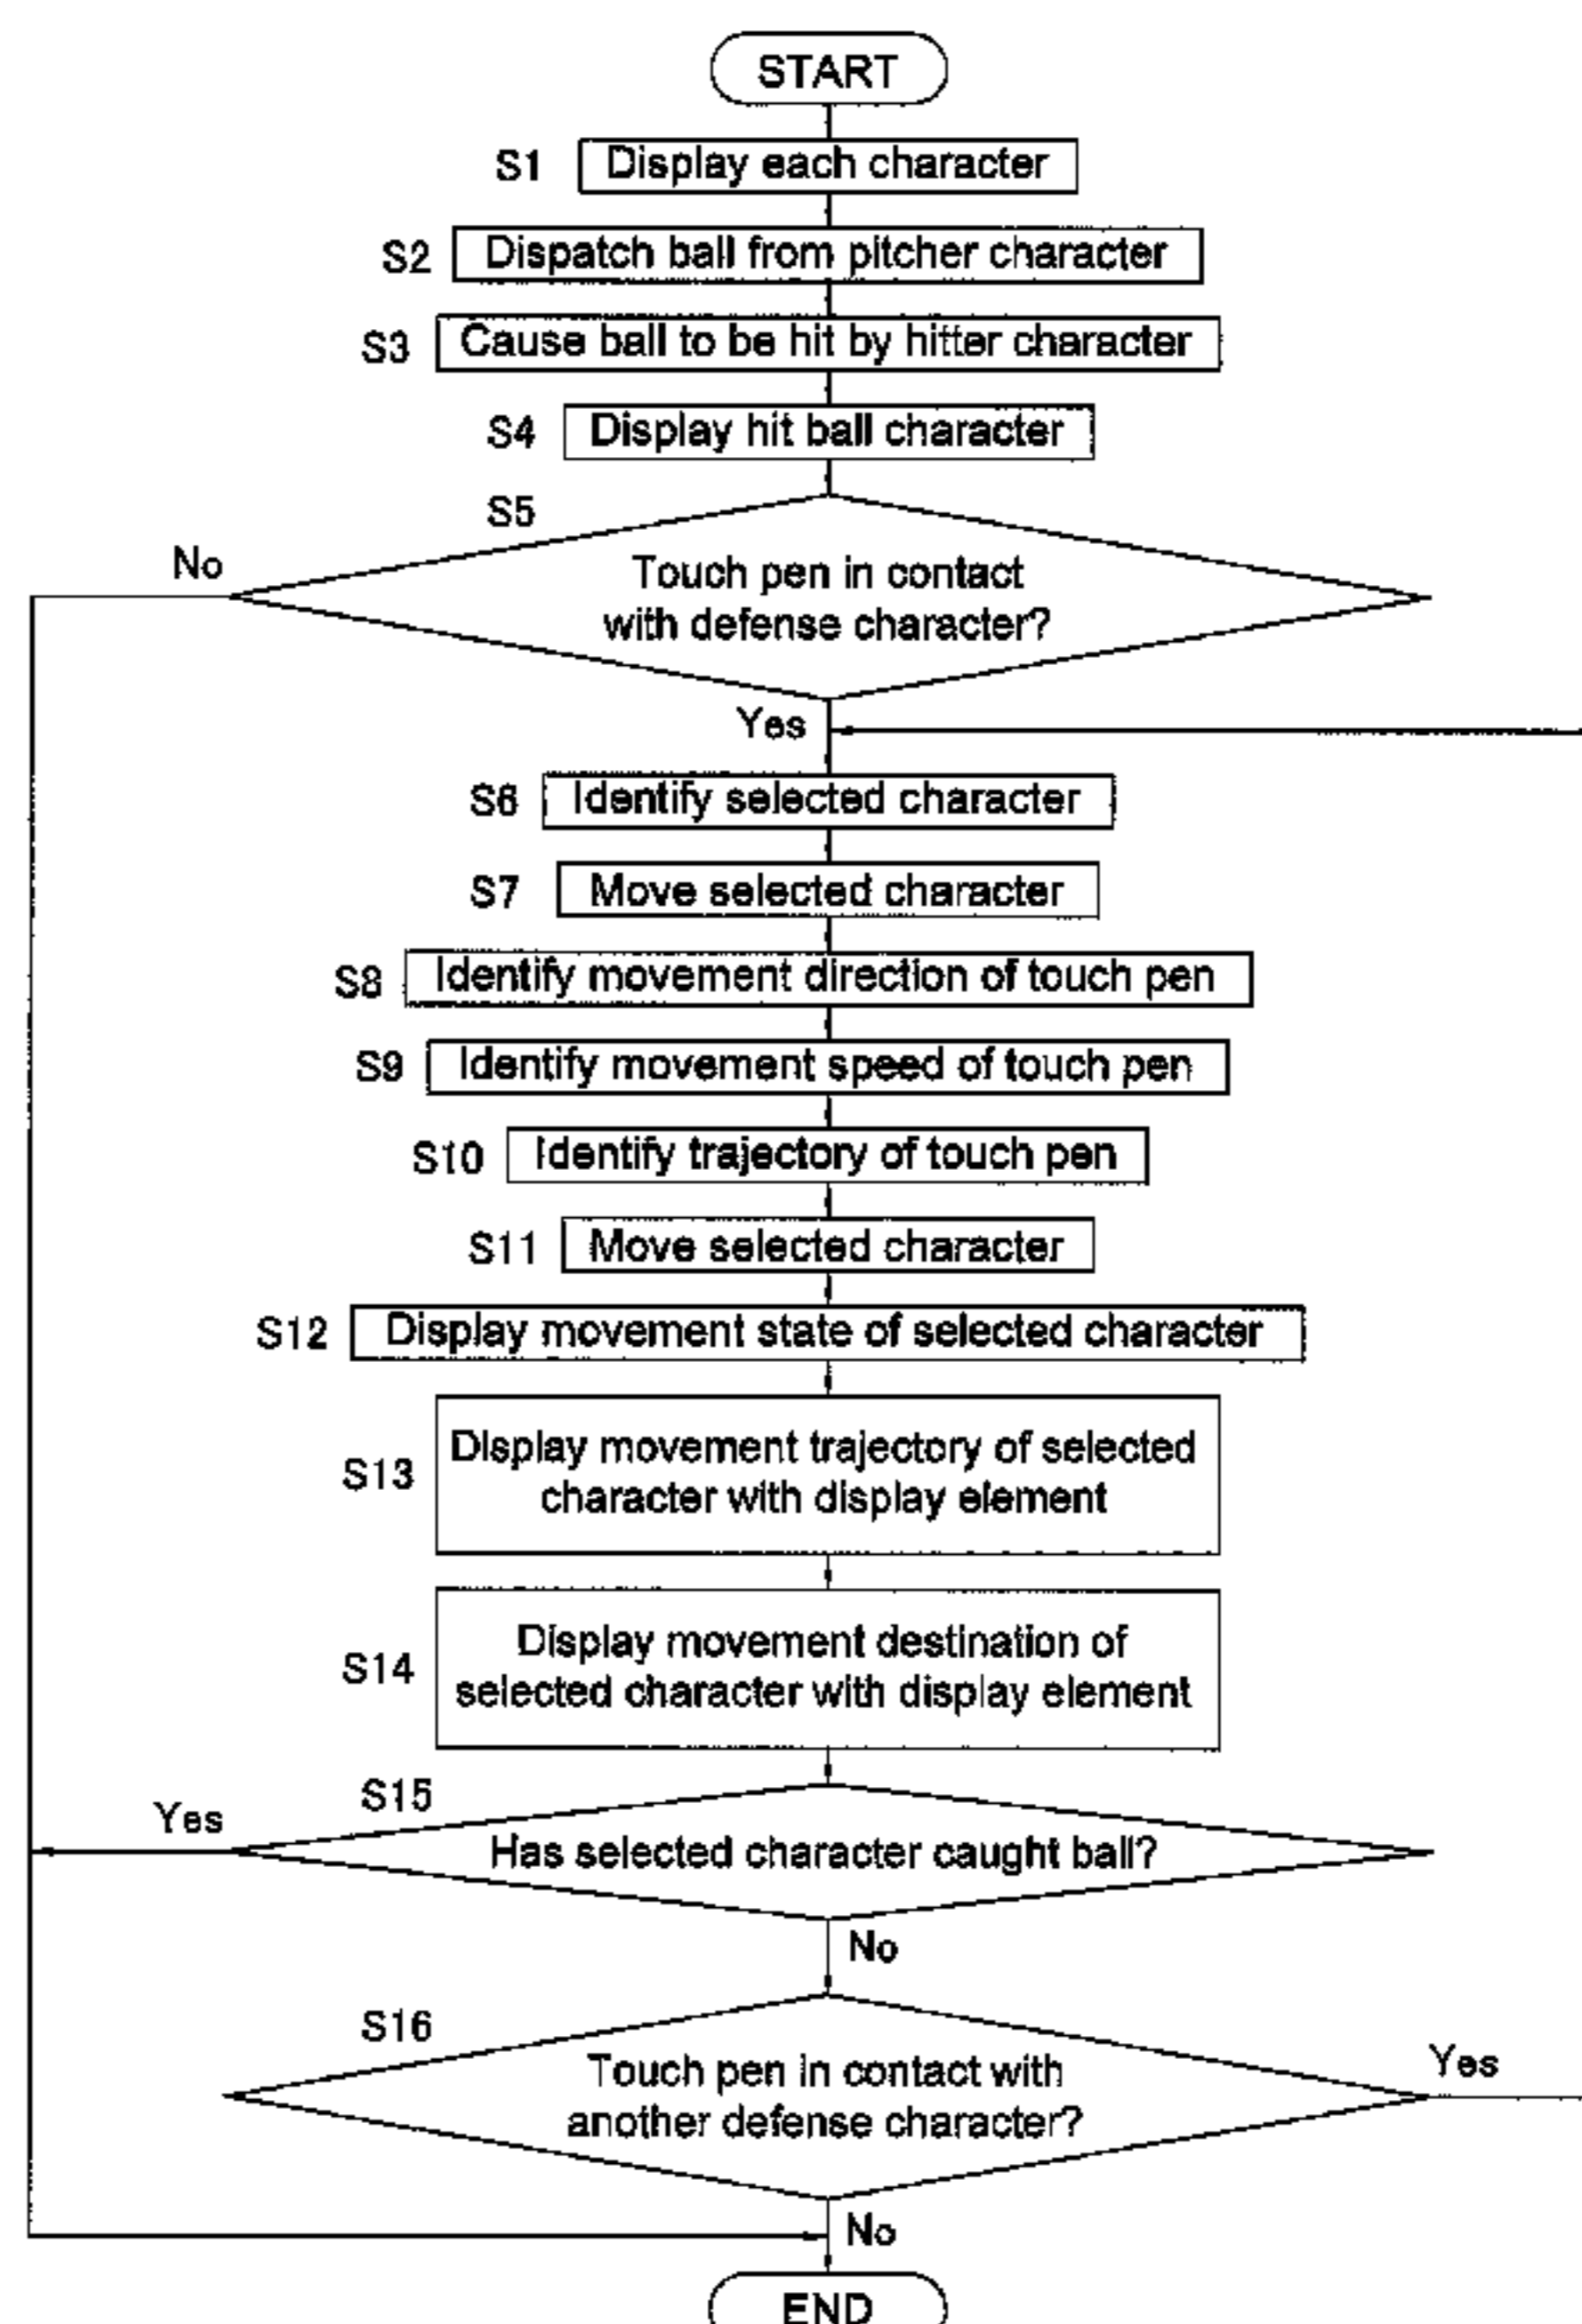 START
S1 Display each character
S2 Dispatch ball from pitcher character
S3 Cause ball to be hit by hitter character
S4 Display hit ball character
S5
No
Touch pen in contact
with defense character?
Yes
S6 Identify selected character
S7 Move selected character
S8 Identify movement direction of touch pen
S9 Identify movement speed of touch pen
S10 Identify trajectory of touch pen
S11 Move selected character
S12 Display movement state of selected character
S13 Display movement trajectory of selected
character with display element
S14 Display movement destination of
selected character with display element
S15
Yes
Has selected character caught ball?
No
S16
Touch pen in contact with
another defense character?
Yes
No
END